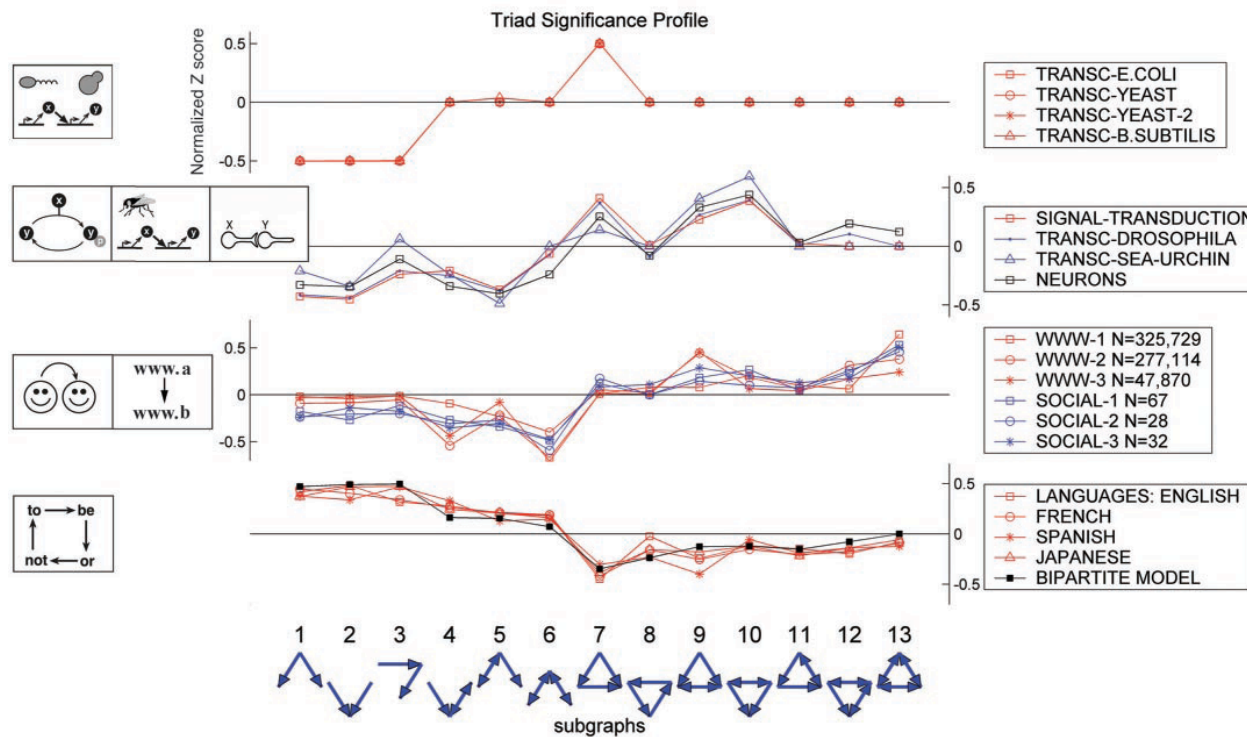 Triad Significance Profile
Normalized Z score
0.5
0
-0.5
x
y
TRANSC-E.COLI
TRANSC-YEAST
TRANSC-YEAST-2
TRANSC-B.SUBTILIS
x
y
y
p
x
y
X
Y
0.5
0
-0.5
SIGNAL-TRANSDUCTION
TRANSC-DROSOPHILA
TRANSC-SEA-URCHIN
NEURONS
www.a
www.b
0.5
0
-0.5
WWW-1 N=325,729
WWW-2 N=277,114
WWW-3 N=47,870
SOCIAL-1 N=67
SOCIAL-2 N=28
SOCIAL-3 N=32
to be
not or
0.5
0
-0.5
LANGUAGES: ENGLISH
FRENCH
SPANISH
JAPANESE
BIPARTITE MODEL
1 2 3 4 5 6 7 8 9 10 11 12 13
subgraphs